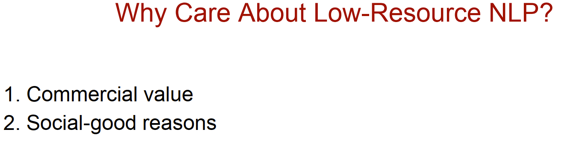 Why Care About Low-Resource NLP?
1. Commercial value
2. Social-good reasons